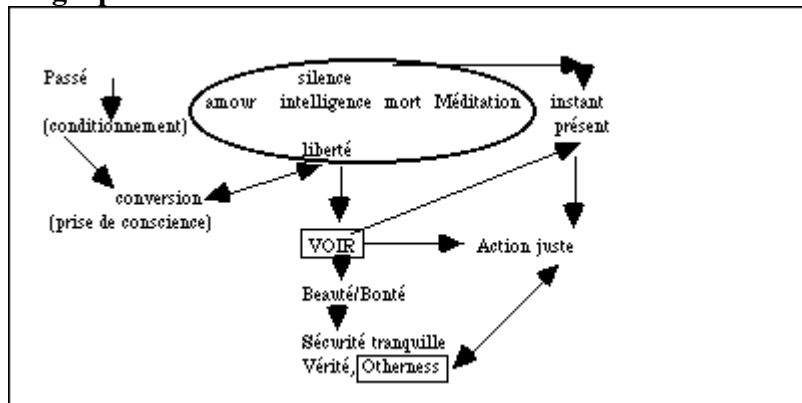 Passé
silence
amour intelligence mort Méditation
instant
présent
(conditionnement)
liberté
conversion
(prise de conscience)
VOIR
Action juste
Beauté/Bonté
Sécurité tranquille
Vérité, Otherness